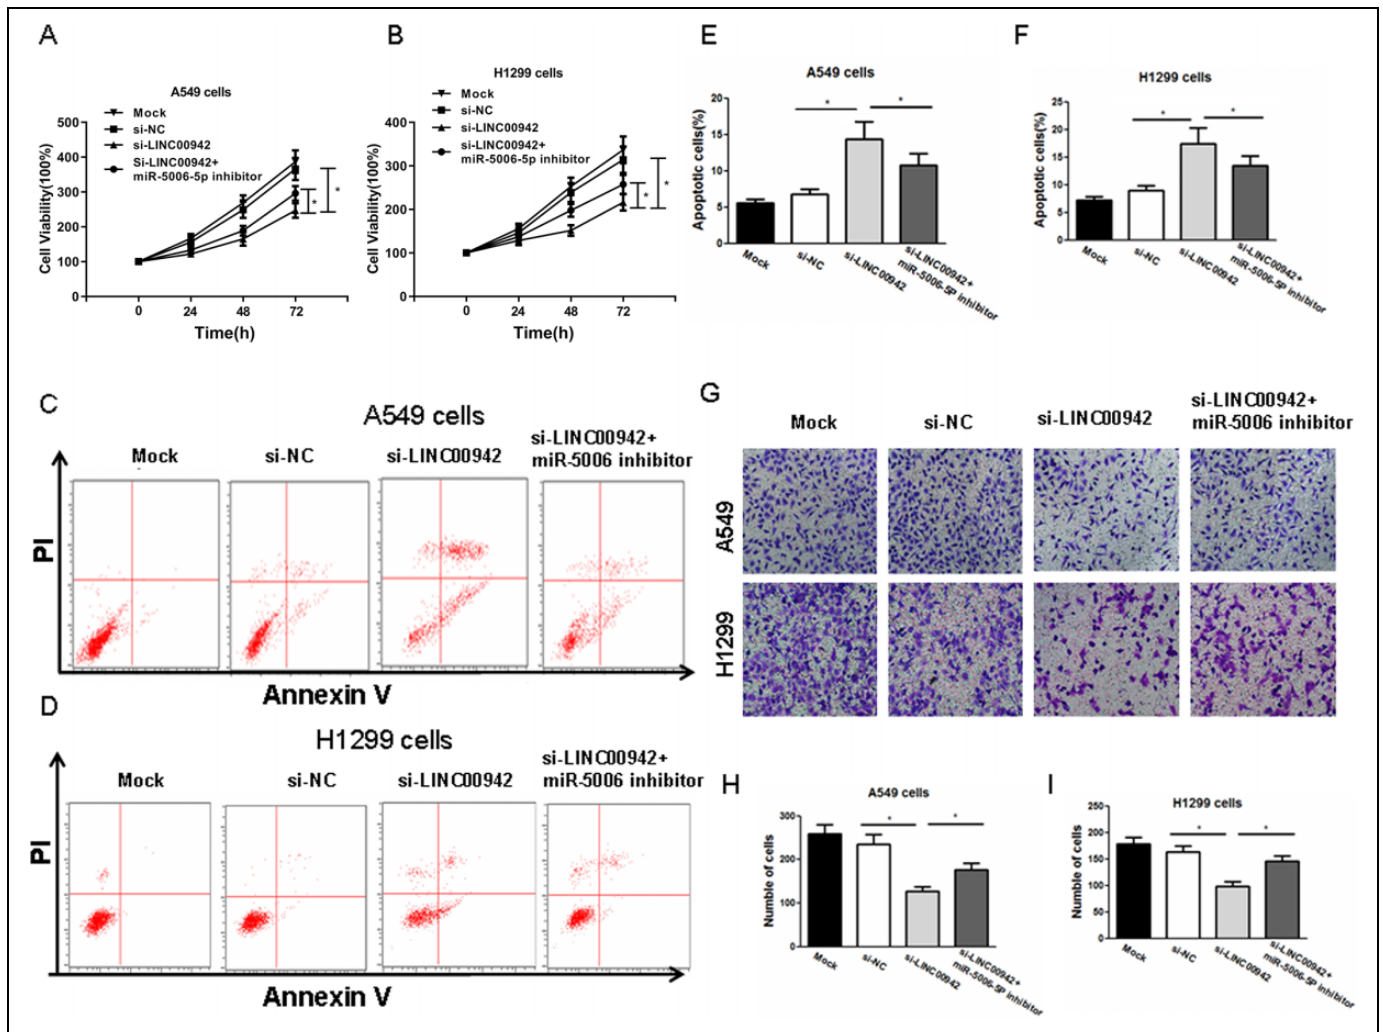 A
A549 cells
Mock
si-NC
si-LINC00942
Si-LINC00942+
miR-5006-5p inhibitor
Cell Viability(100%)
500
400
300
200
100
0
*
*
0 24 48 72
Time(h)
B
H1299 cells
Mock
si-NC
si-LINC00942
si-LINC00942+
miR-5006-5p inhibitor
Cell Viability(100%)
400
300
200
100
0
*
*
0 24 48 72
Time(h)
E
A549 cells
Apoptotic cells(%)
20
15
10
5
0
* *
Mock
si-NC
si-LINC00942
si-LINC00942+
miR-5006-5P inhibitor
F
H1299 cells
Apoptotic cells(%)
25
20
15
10
5
0
* *
Mock
si-NC
si-LINC00942
si-LINC00942+
miR-5006-5P inhibitor
C
A549 cells
Mock
si-NC
si-LINC00942
si-LINC00942+
miR-5006 inhibitor
PI
Annexin V
D
H1299 cells
Mock
si-NC
si-LINC00942
si-LINC00942+
miR-5006 inhibitor
PI
Annexin V
G
Mock
si-NC
si-LINC00942
si-LINC00942+
miR-5006 inhibitor
A549
H1299
H
A549 cells
Numble of cells
300
200
100
0
* *
Mock
si-NC
si-LINC00942
si-LINC00942+
miR-5006-5P inhibitor
I
H1299 cells
Numble of cells
250
200
150
100
50
0
* *
Mock
si-NC
si-LINC00942
si-LINC00942+
miR-5006-5P inhibitor